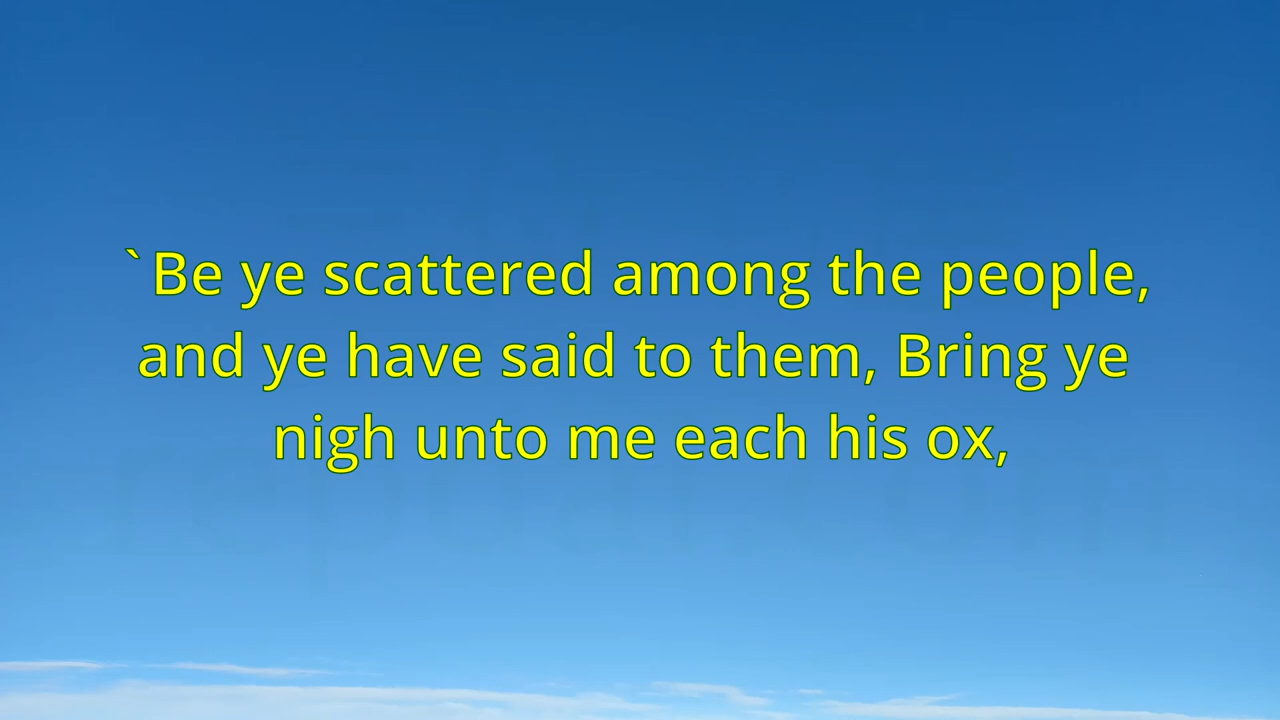 `Be ye scattered among the people,
and ye have said to them, Bring ye
nigh unto me each his ox,